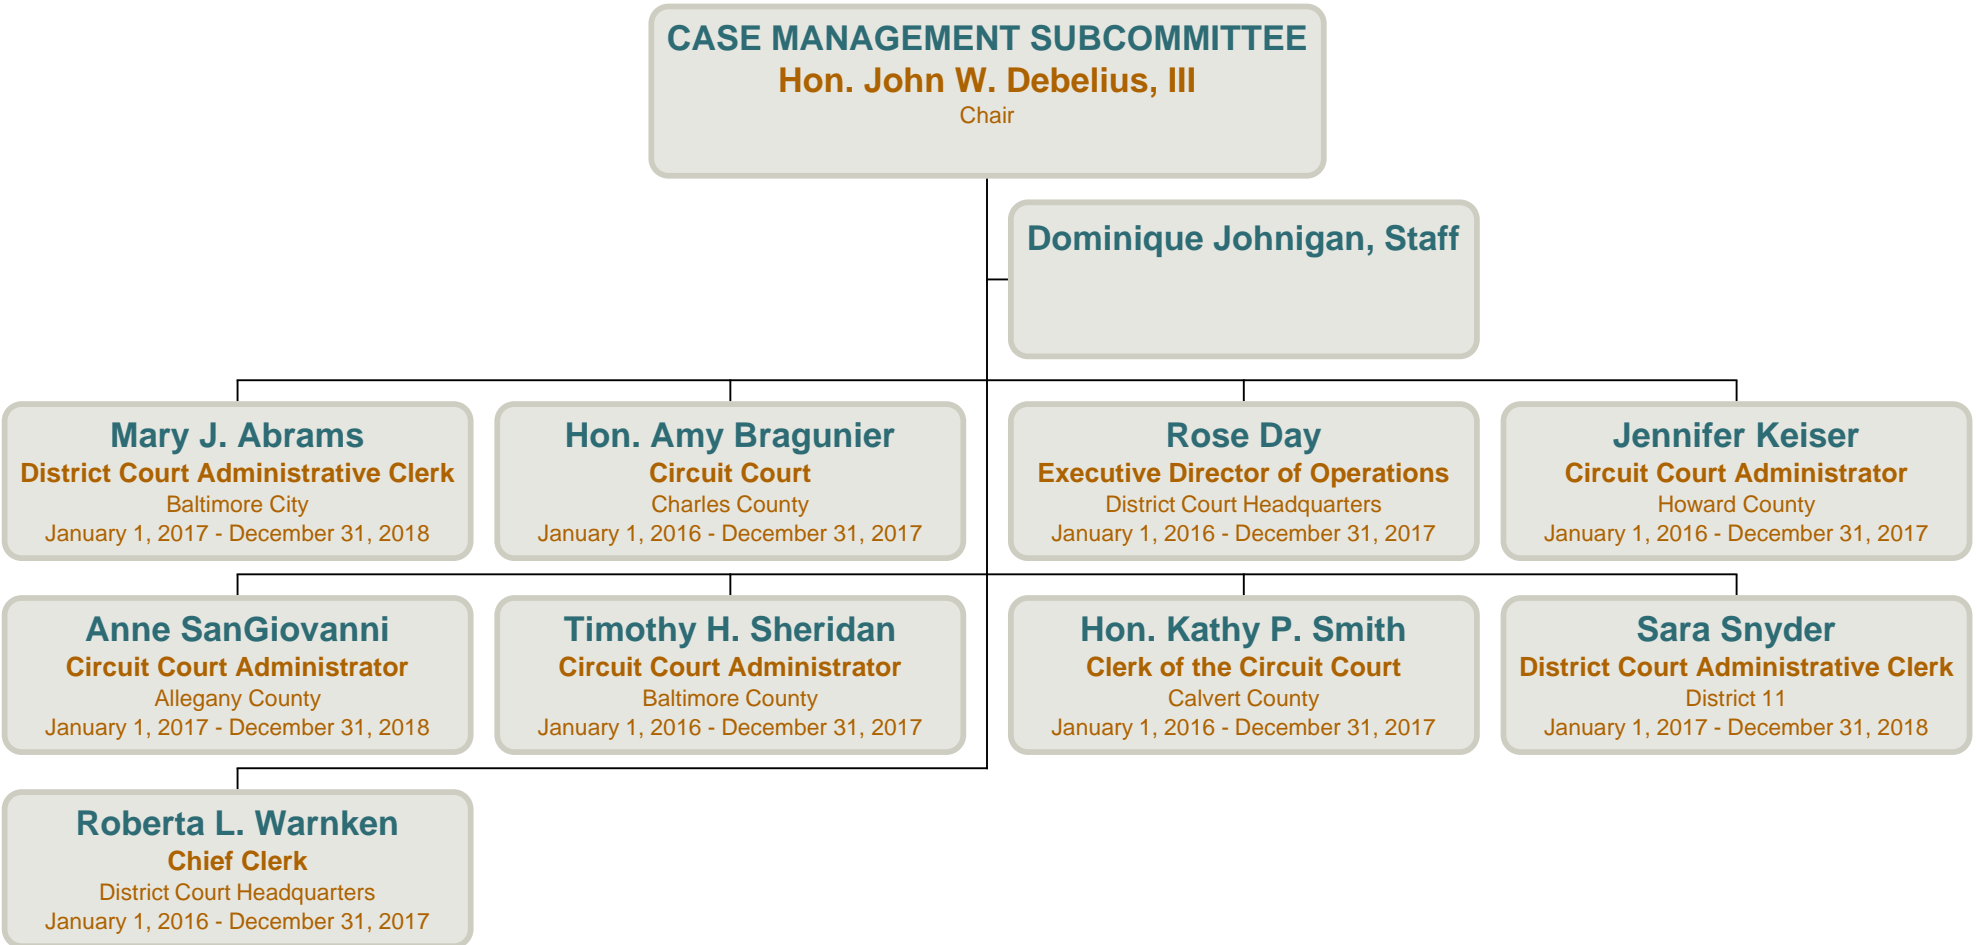 CASE MANAGEMENT SUBCOMMITTEE
Hon. John W. Debelius, III
Chair
Dominique Johnigan, Staff
Mary J. Abrams
District Court Administrative Clerk
Baltimore City
January 1, 2017 - December 31, 2018
Hon. Amy Bragunier
Circuit Court
Charles County
January 1, 2016 - December 31, 2017
Rose Day
Executive Director of Operations
District Court Headquarters
January 1, 2016 - December 31, 2017
Jennifer Keiser
Circuit Court Administrator
Howard County
January 1, 2016 - December 31, 2017
Anne SanGiovanni
Circuit Court Administrator
Allegany County
January 1, 2017 - December 31, 2018
Timothy H. Sheridan
Circuit Court Administrator
Baltimore County
January 1, 2016 - December 31, 2017
Hon. Kathy P. Smith
Clerk of the Circuit Court
Calvert County
January 1, 2016 - December 31, 2017
Sara Snyder
District Court Administrative Clerk
District 11
January 1, 2017 - December 31, 2018
Roberta L. Warnken
Chief Clerk
District Court Headquarters
January 1, 2016 - December 31, 2017